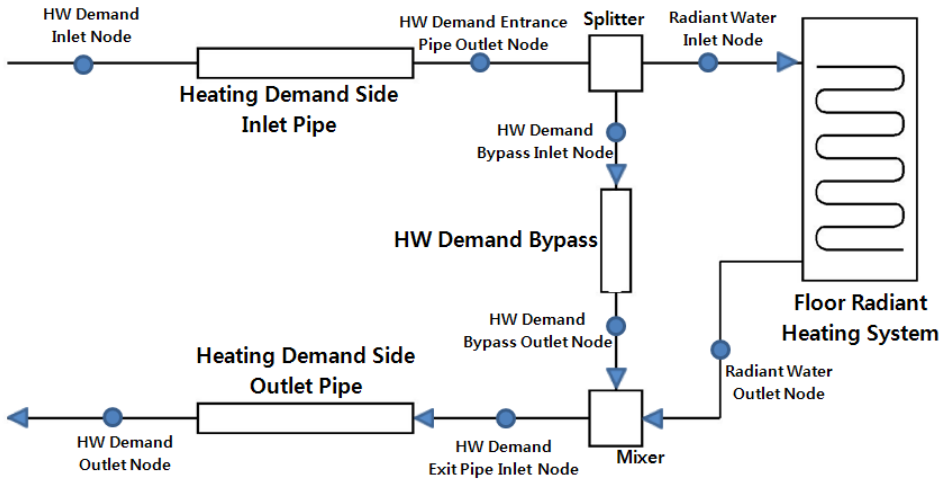 HW Demand
Inlet Node
HW Demand Entrance
Pipe Outlet Node
Splitter
Radiant Water
Inlet Node
Heating Demand Side
Inlet Pipe
HW Demand
Bypass Inlet Node
HW Demand Bypass
Floor Radiant
Heating System
HW Demand
Bypass Outlet Node
Heating Demand Side
Outlet Pipe
Radiant Water
Outlet Node
HW Demand
Outlet Node
HW Demand
Exit Pipe Inlet Node
Mixer